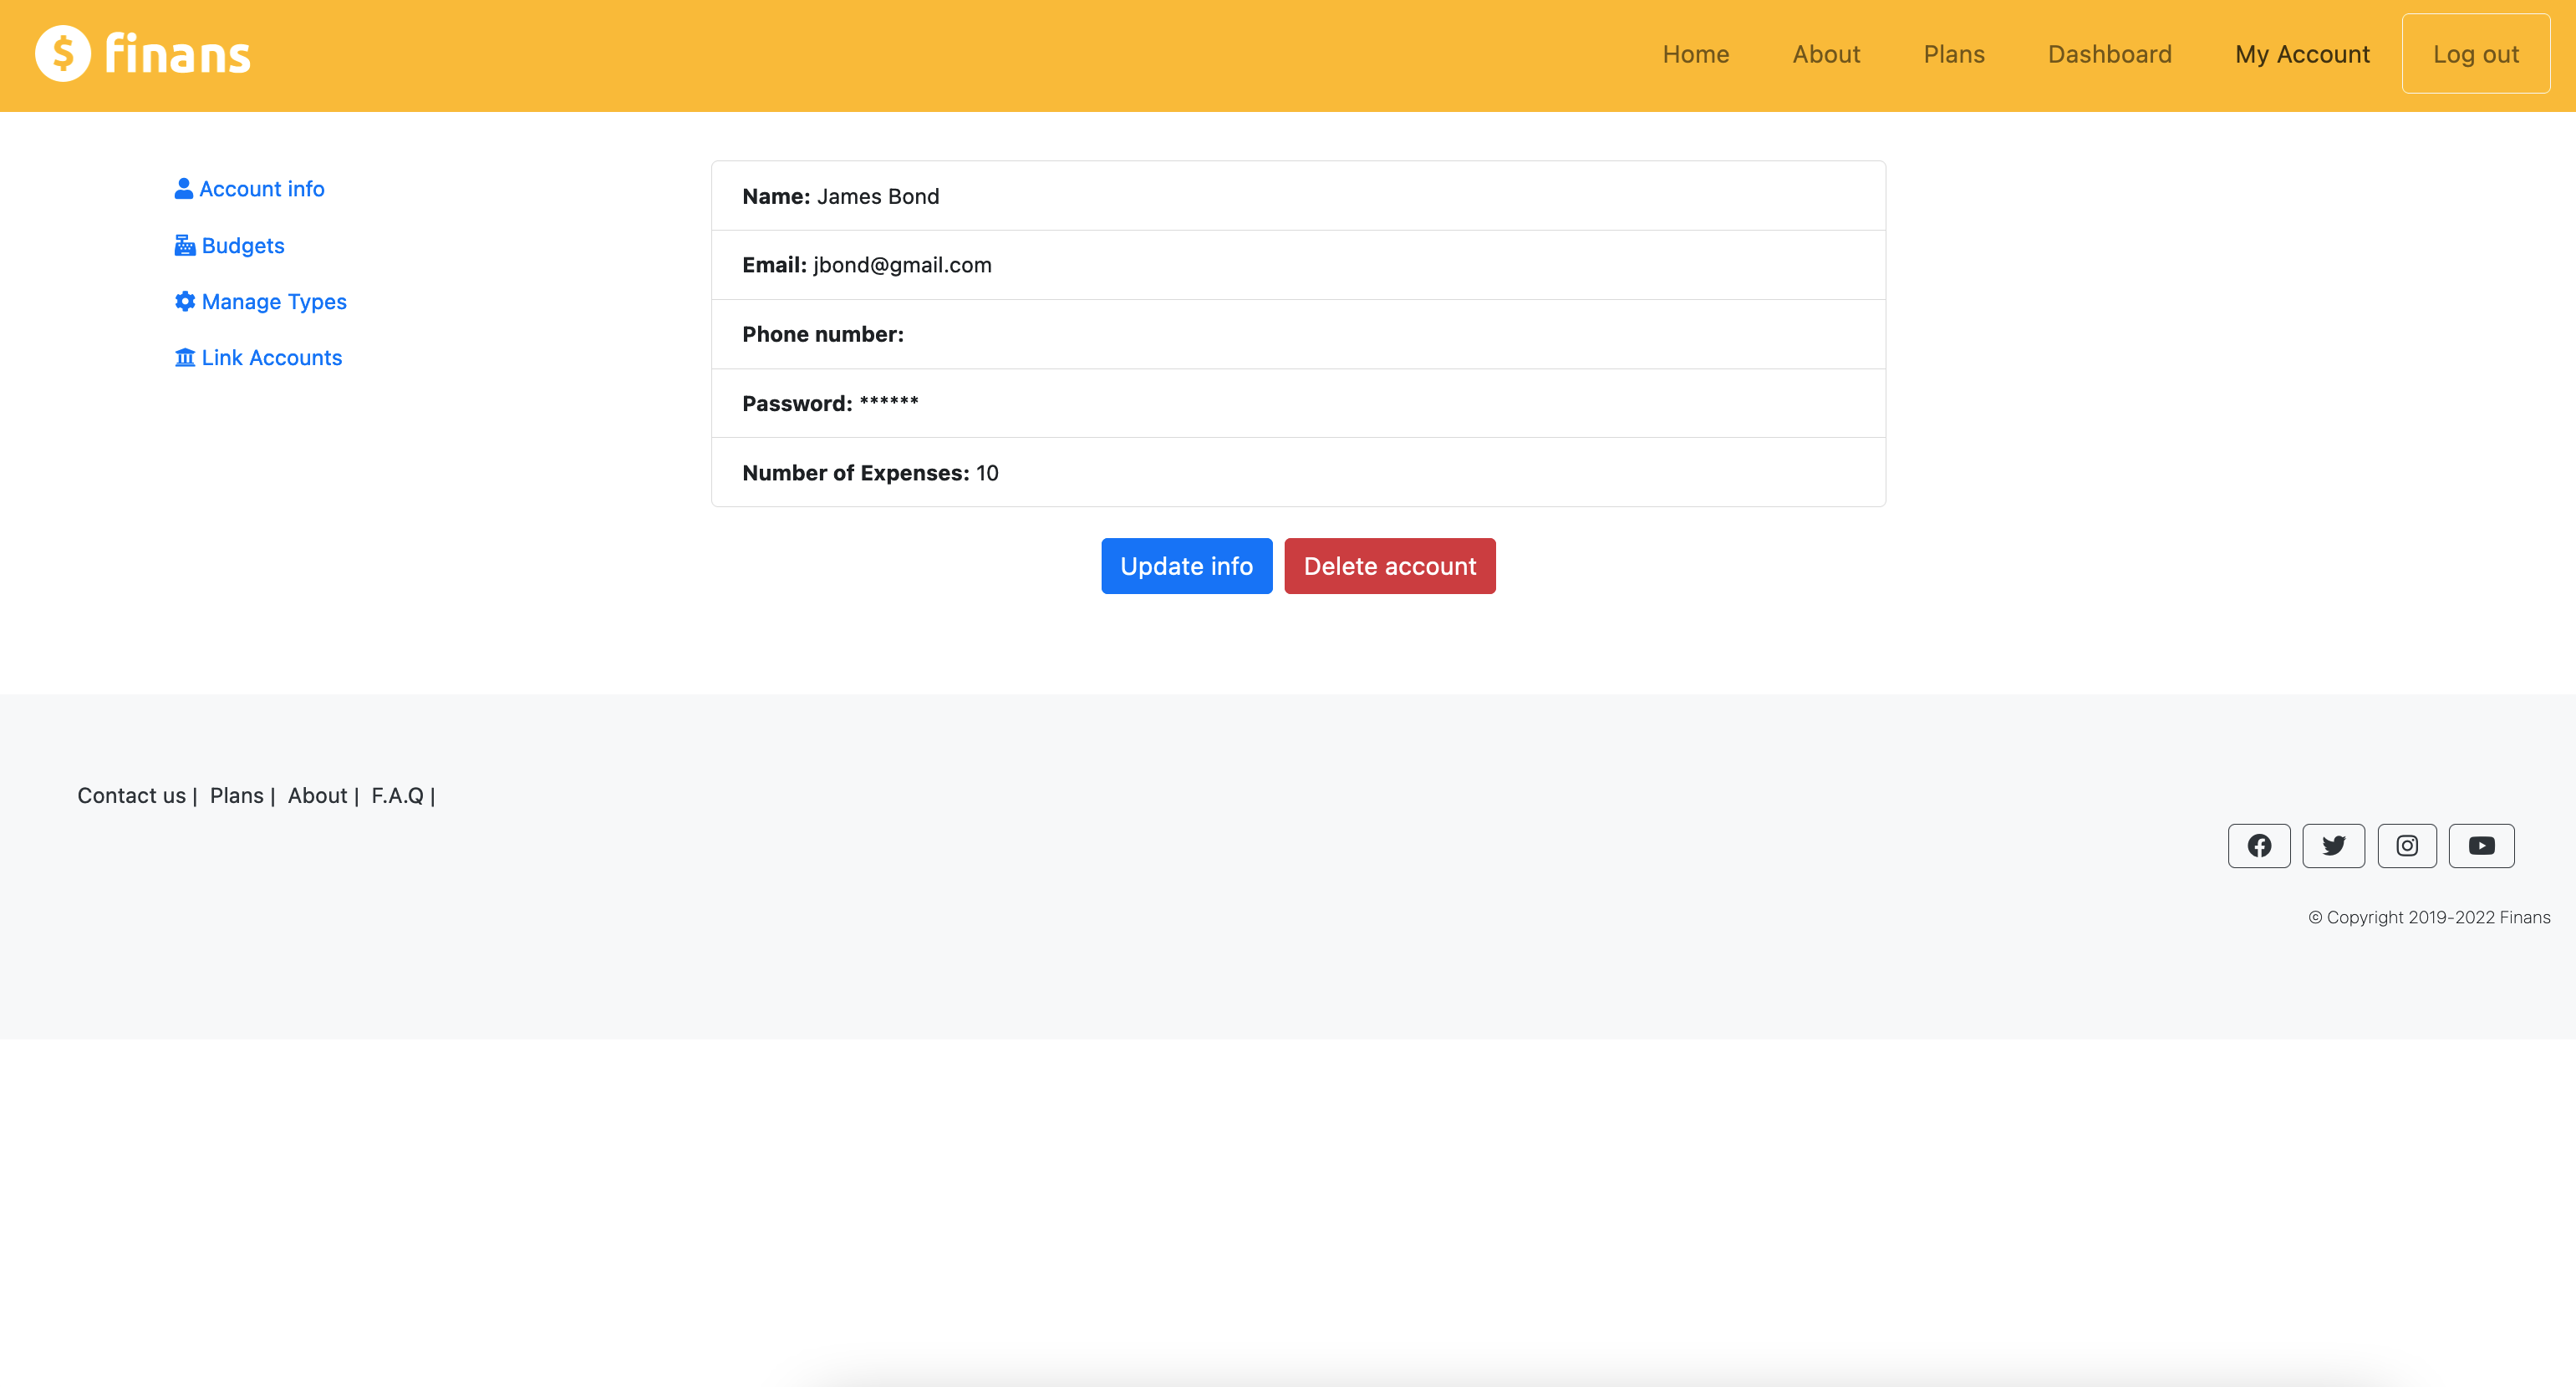 finans
Home About Plans Dashboard My Account Log out
Account info
Budgets
Manage Types
Link Accounts
Name: James Bond
Email: jbond@gmail.com
Phone number:
Password: ******
Number of Expenses: 10
Update info Delete account
Contact us | Plans | About | F.A.Q |
© Copyright 2019-2022 Finans